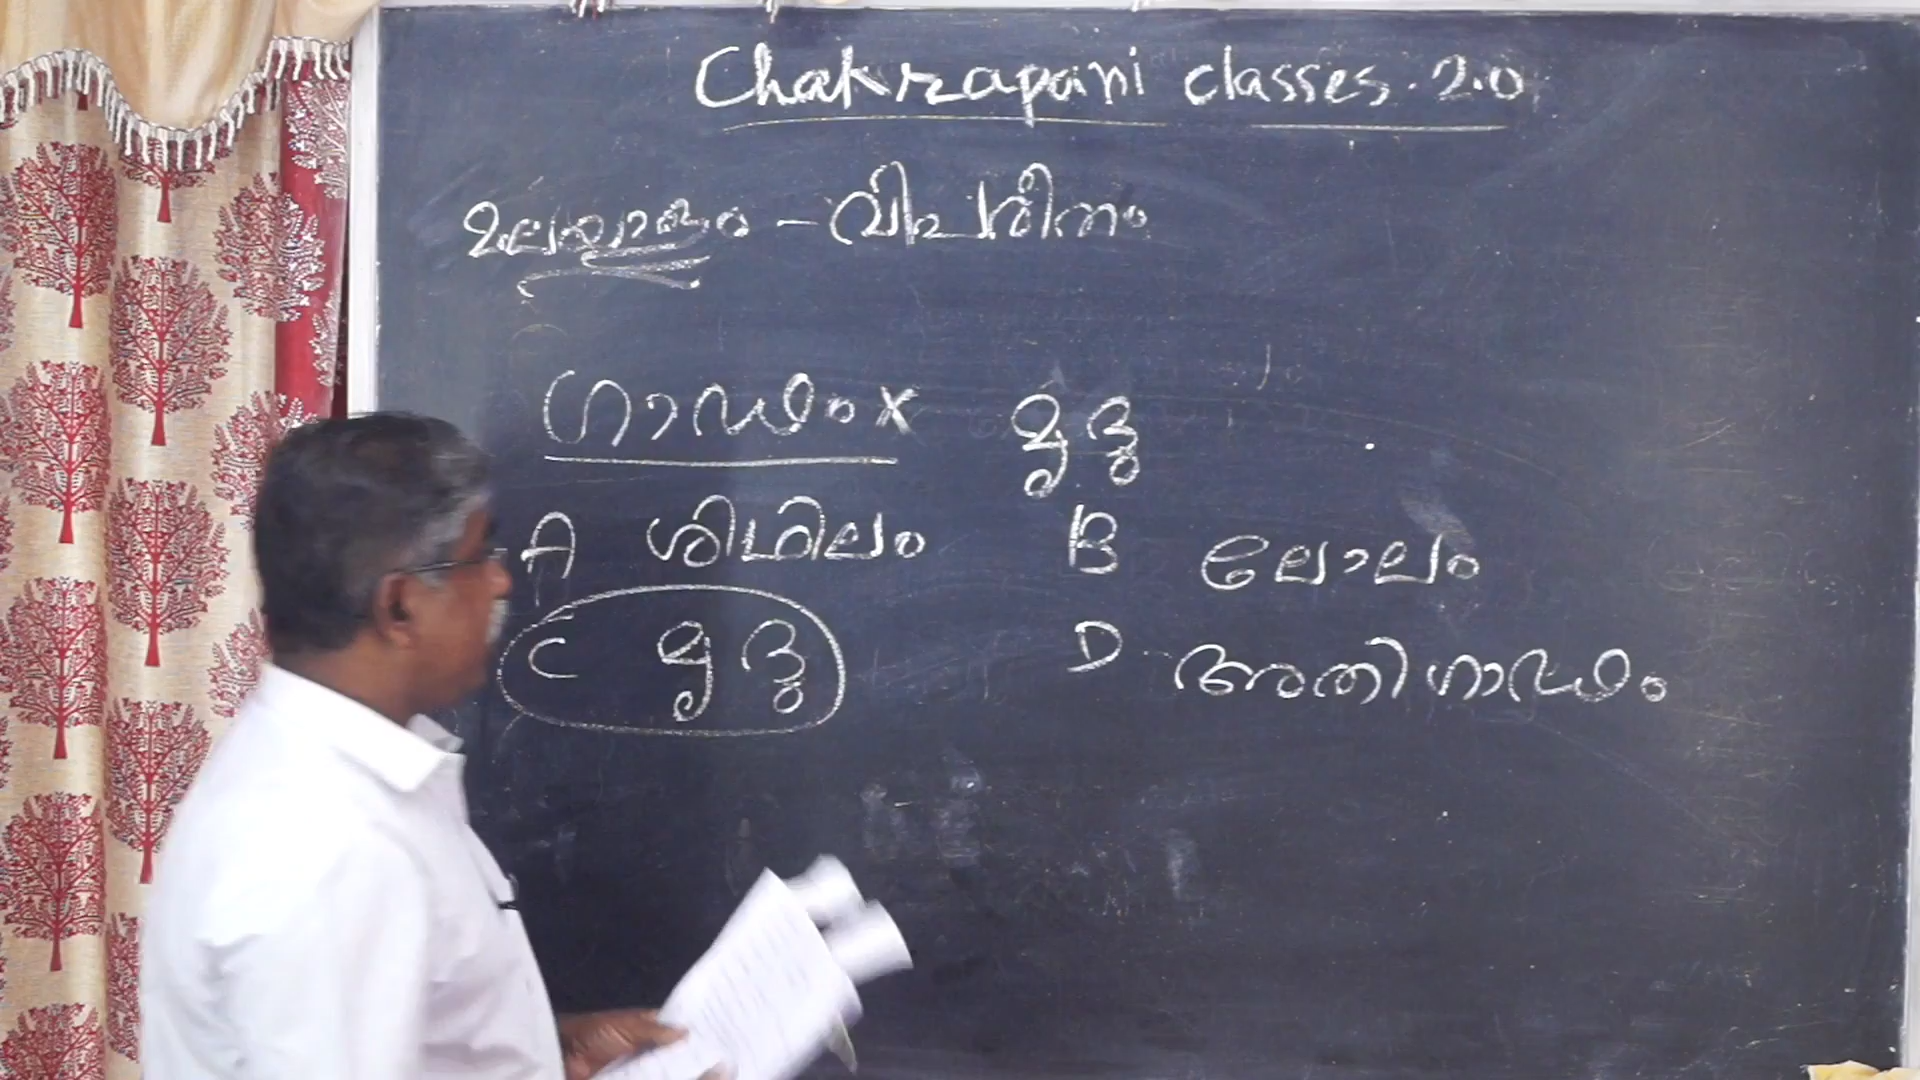 Chakrapani classes. 2.0
മലയാളം - വിപരീതം
ഗാഢം x മൃദു
A ശിഥിലം B ലോലം
C മൃദു D അതിഗാഢം